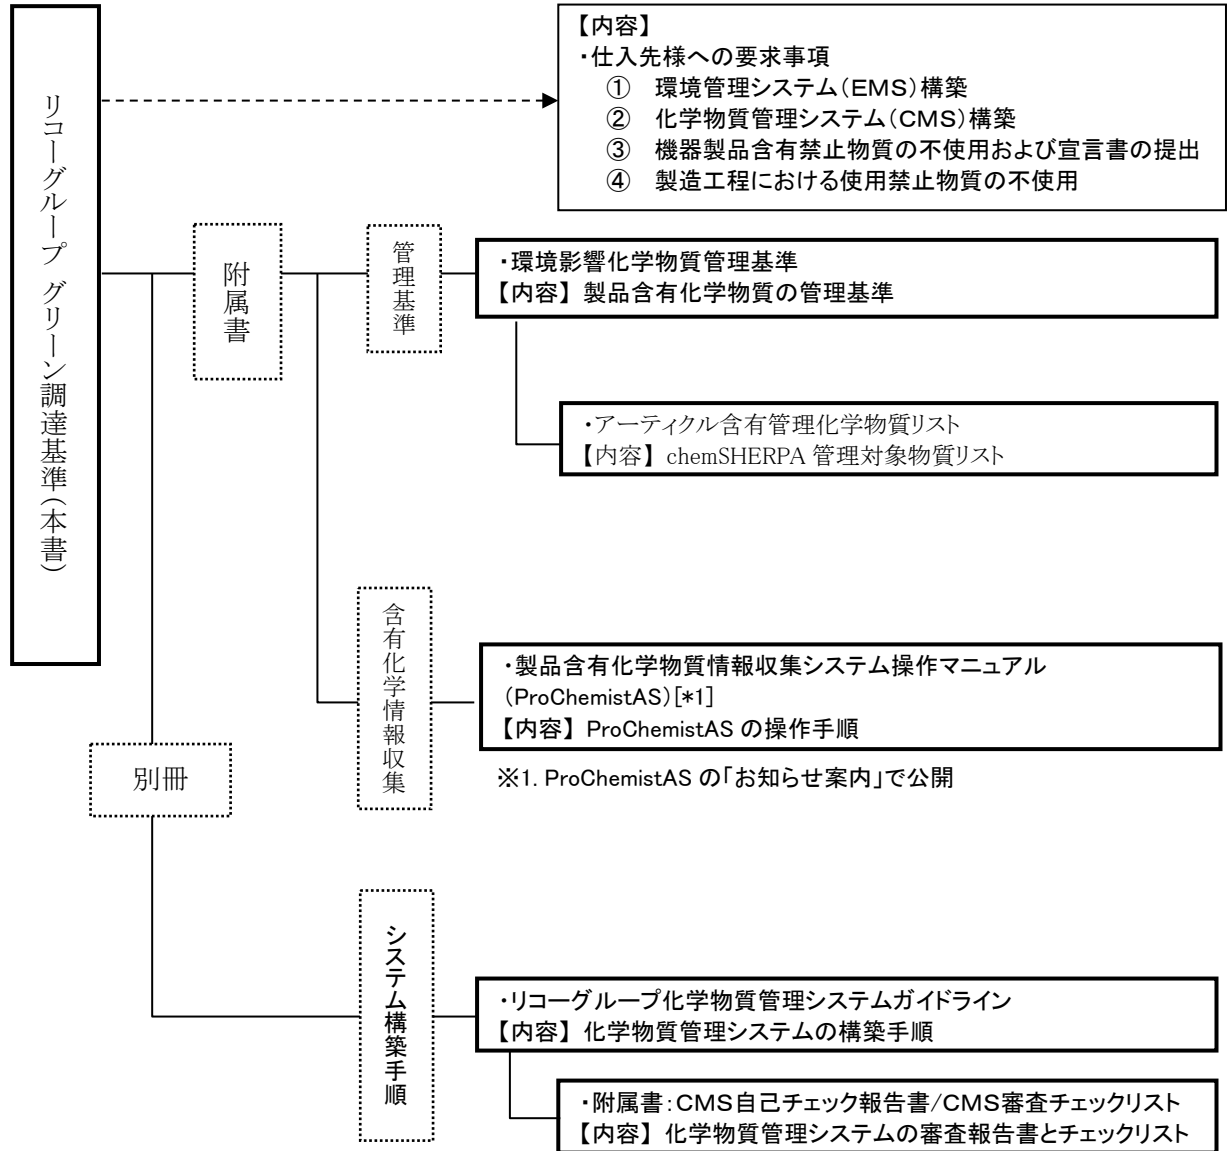 リコーグループ グリーン調達基準(本書)
【内容】
・仕入先様への要求事項
① 環境管理システム(EMS)構築
② 化学物質管理システム(CMS)構築
③ 機器製品含有禁止物質の不使用および宣言書の提出
④ 製造工程における使用禁止物質の不使用
附属書
管理基準
・環境影響化学物質管理基準
【内容】 製品含有化学物質の管理基準
・アーティクル含有管理化学物質リスト
【内容】 chemSHERPA 管理対象物質リスト
含有化学情報収集
・製品含有化学物質情報収集システム操作マニュアル
(ProChemistAS)[*1]
【内容】 ProChemistAS の操作手順
※1. ProChemistAS の「お知らせ案内」で公開
別冊
システム構築手順
・リコーグループ化学物質管理システムガイドライン
【内容】 化学物質管理システムの構築手順
・附属書:CMS自己チェック報告書/CMS審査チェックリスト
【内容】 化学物質管理システムの審査報告書とチェックリスト